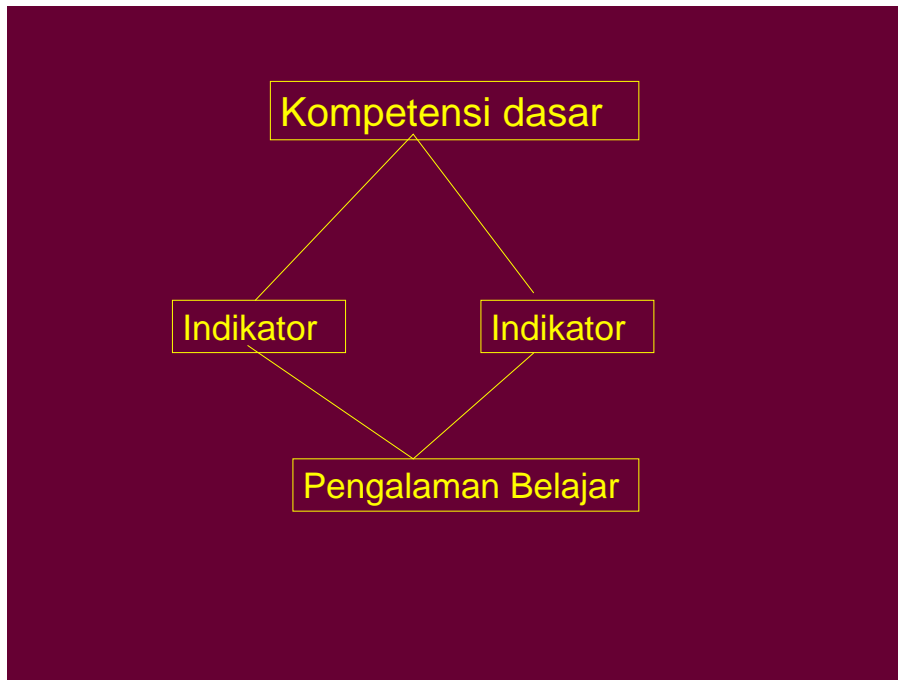 Kompetensi dasar
Indikator
Indikator
Pengalaman Belajar